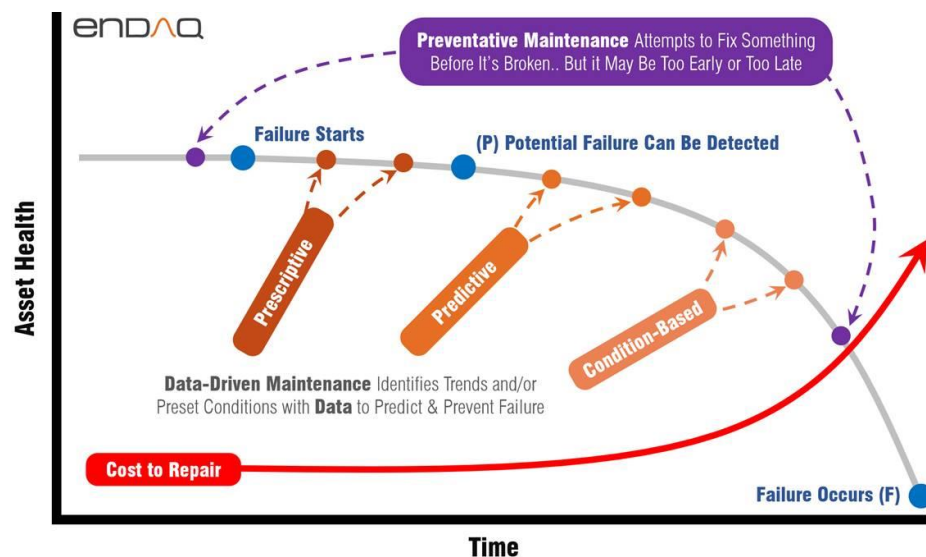 enDAQ
Preventative Maintenance Attempts to Fix Something
Before It's Broken.. But it May Be Too Early or Too Late
Failure Starts
(P) Potential Failure Can Be Detected
Asset Health
Prescriptive
Predictive
Condition-Based
Data-Driven Maintenance Identifies Trends and/or
Preset Conditions with Data to Predict & Prevent Failure
Cost to Repair
Failure Occurs (F)
Time